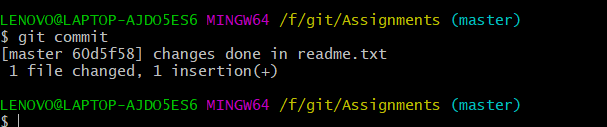 LENOVO@LAPTOP-AJDO5ES6 MINGW64 /f/git/Assignments (master)
$ git commit
[master 60d5f58] changes done in readme.txt
 1 file changed, 1 insertion(+)

LENOVO@LAPTOP-AJDO5ES6 MINGW64 /f/git/Assignments (master)
$